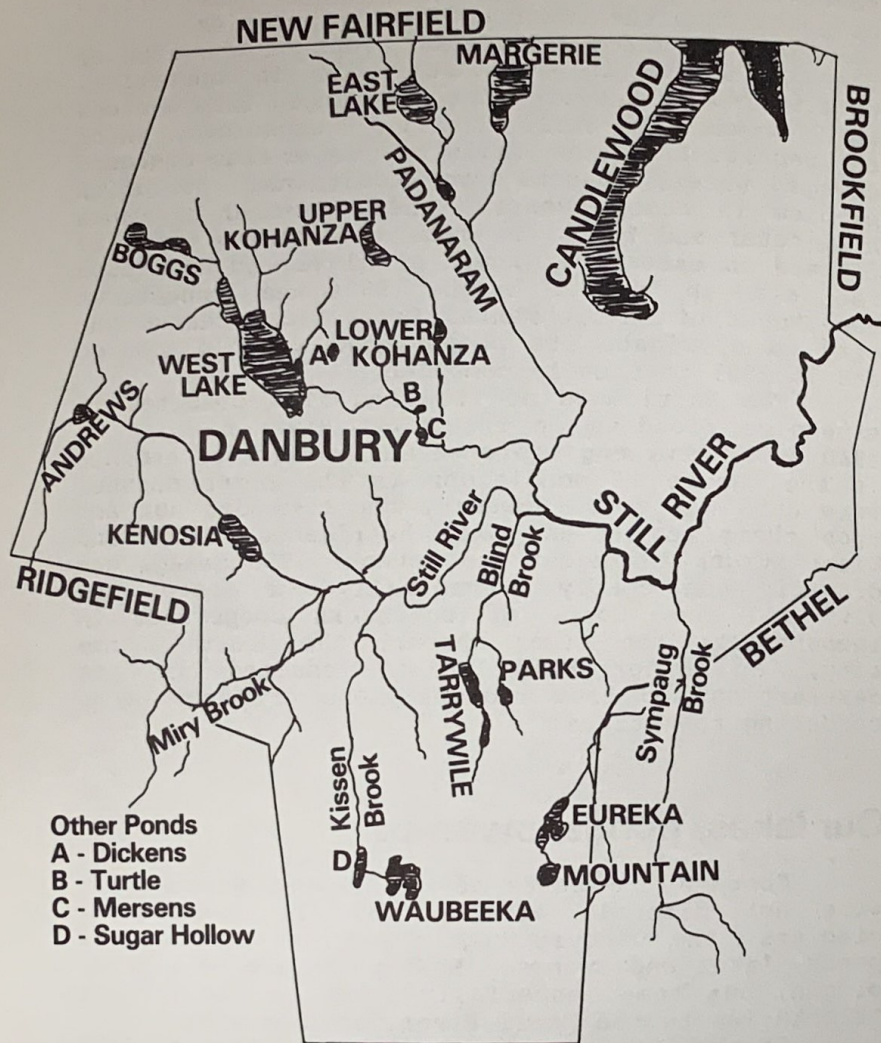 NEW FAIRFIELD
MARGERIE
EAST
LAKE
CANDLEWOOD
BROOKFIELD
PADANARAM
UPPER
KOHANZA
BOGGS
LOWER
KOHANZA
A
WEST
LAKE
B
ANDREWS
C
DANBURY
STILL
RIVER
KENOSIA
Still River
Blind
Brook
RIDGEFIELD
BETHEL
TARRYWILE
PARKS
Sympaug
Brook
Miry Brook
Kissen
Brook
EUREKA
D
MOUNTAIN
WAUBEEKA
Other Ponds
A - Dickens
B - Turtle
C - Mersens
D - Sugar Hollow